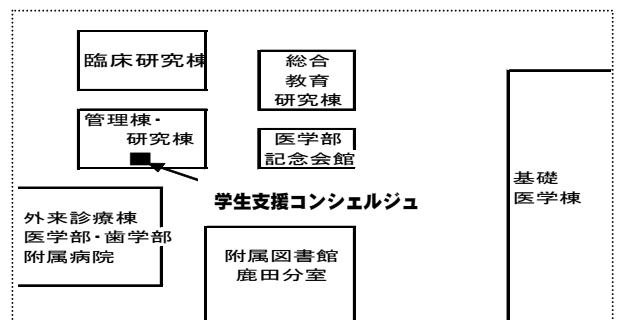 臨床研究棟
総合
教育
研究棟
管理棟・
研究棟
医学部
記念会館
学生支援コンシェルジュ
基礎
医学棟
外来診療棟
医学部・歯学部
附属病院
附属図書館
鹿田分室